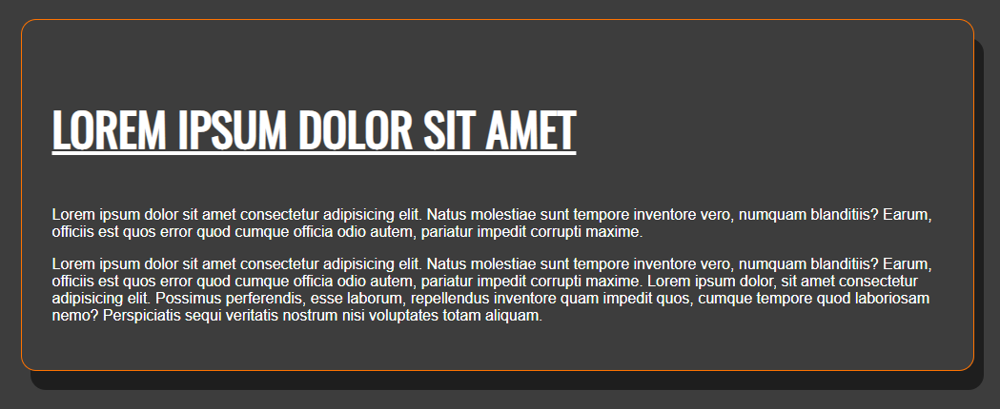 LOREM IPSUM DOLOR SIT AMET
Lorem ipsum dolor sit amet consectetur adipisicing elit. Natus molestiae sunt tempore inventore vero, numquam blanditiis? Earum,
officiis est quos error quod cumque officia odio autem, pariatur impedit corrupti maxime.
Lorem ipsum dolor sit amet consectetur adipisicing elit. Natus molestiae sunt tempore inventore vero, numquam blanditiis? Earum,
officiis est quos error quod cumque officia odio autem, pariatur impedit corrupti maxime. Lorem ipsum dolor, sit amet consectetur
adipisicing elit. Possimus perferendis, esse laborum, repellendus inventore quam impedit quos, cumque tempore quod laboriosam
nemo? Perspiciatis sequi veritatis nostrum nisi voluptates totam aliquam.